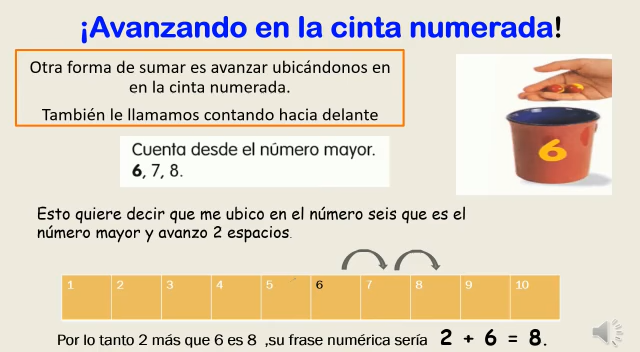 ¡Avanzando en la cinta numerada!
Otra forma de sumar es avanzar ubicándonos en
en la cinta numerada.
También le llamamos contando hacia delante
Cuenta desde el número mayor.
6, 7, 8.
6
Esto quiere decir que me ubico en el número seis que es el
número mayor y avanzo 2 espacios.
1 2 3 4 5 6 7 8 9 10
Por lo tanto 2 más que 6 es 8 ,su frase numérica sería 2 + 6 = 8.